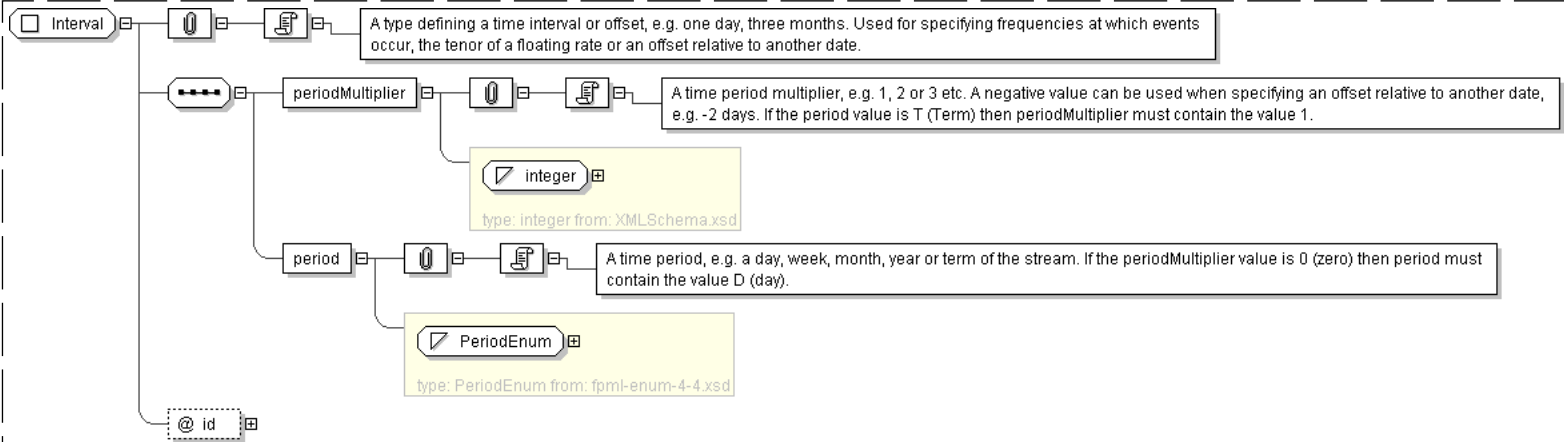 Interval
A type defining a time interval or offset, e.g. one day, three months. Used for specifying frequencies at which events
occur, the tenor of a floating rate or an offset relative to another date.
periodMultiplier
A time period multiplier, e.g. 1, 2 or 3 etc. A negative value can be used when specifying an offset relative to another date,
e.g. -2 days. If the period value is T (Term) then periodMultiplier must contain the value 1.
integer
type: integer from: XMLSchema.xsd
period
A time period, e.g. a day, week, month, year or term of the stream. If the periodMultiplier value is 0 (zero) then period must
contain the value D (day).
PeriodEnum
type: PeriodEnum from: fpml-enum-4-4.xsd
@ id